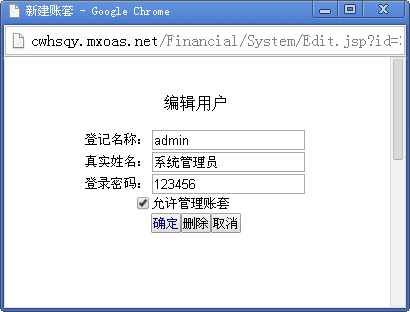 新建账套 - Google Chrome
cwhsqy.mxoas.net/Financial/System/Edit.jsp?id=
编辑用户
登记名称: admin
真实姓名: 系统管理员
登录密码: 123456
允许管理账套
确定 删除 取消